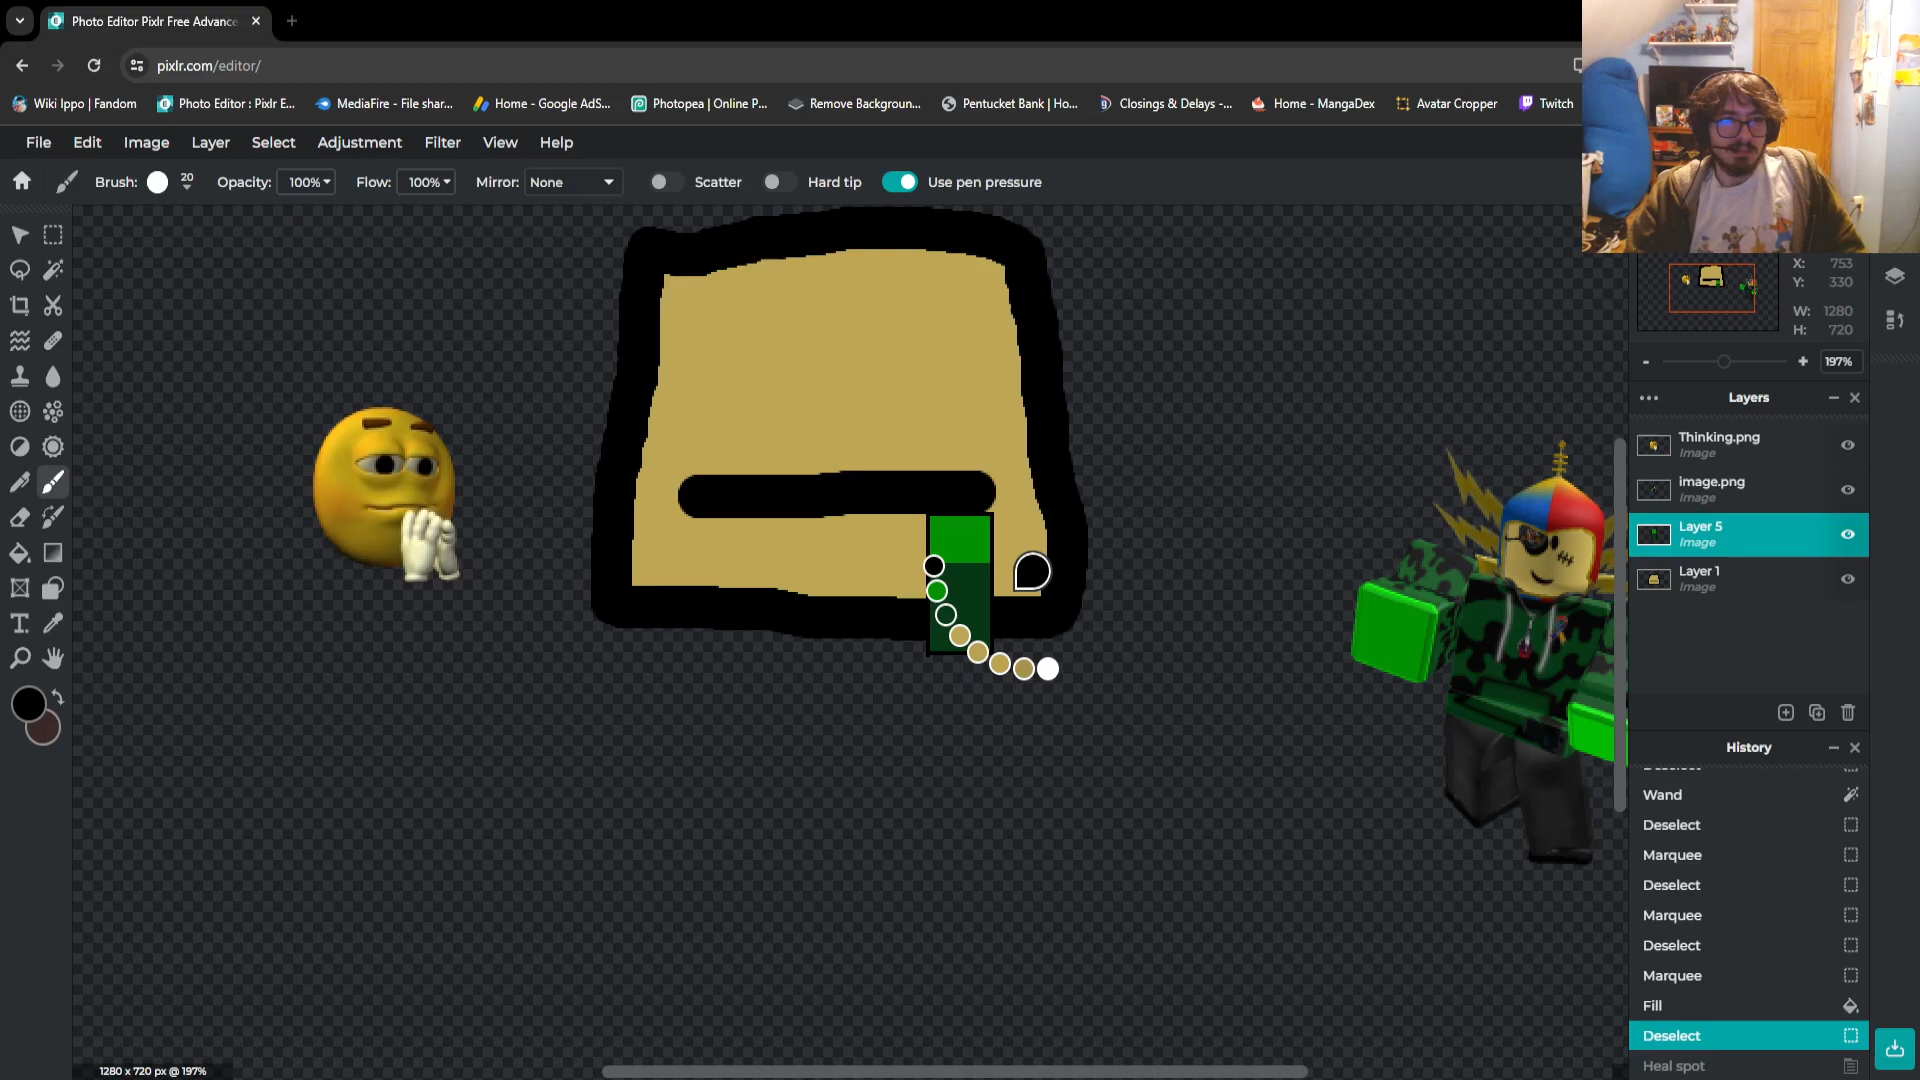 Photo Editor Pixlr Free Advance
pixlr.com/editor/
Wiki Ippo | Fandom
Photo Editor : Pixlr E...
MediaFire - File shar...
Home - Google AdS...
Photopea | Online P...
Remove Backgroun...
Pentucket Bank | Ho...
Closings & Delays -...
Home - MangaDex
Avatar Cropper
Twitch
File Edit Image Layer Select Adjustment Filter View Help
Brush: 20 Opacity: 100% Flow: 100% Mirror: None Scatter Hard tip Use pen pressure
X: 753
Y: 330
W: 1280
H: 720
- + 197%
Layers
Thinking.png
Image
image.png
Image
Layer 5
Image
Layer 1
Image
History
Wand
Deselect
Marquee
Deselect
Marquee
Deselect
Marquee
Fill
Deselect
Heal spot
1280 x 720 px @ 197%